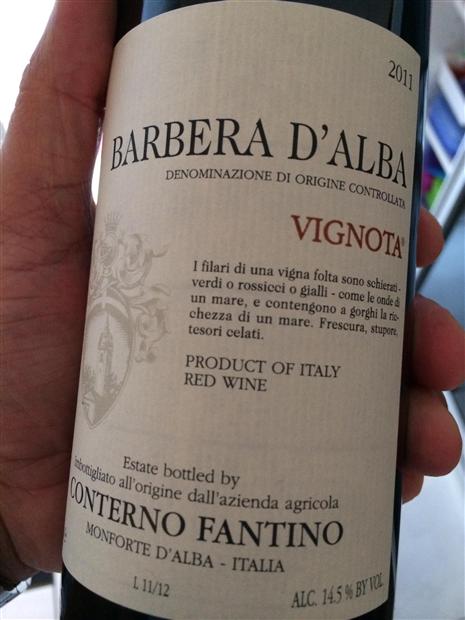 2011
BARBERA D'ALBA
DENOMINAZIONE DI ORIGINE CONTROLLATA
VIGNOTA®
I filari di una vigna folta sono schierati -
verdi o rossicci o gialli - come le onde di
un mare, e contengono a gorghi la ric-
chezza di un mare. Frescura, stupore,
tesori celati.
PRODUCT OF ITALY
RED WINE
Estate bottled by
imbottigliato all'origine dall'azienda agricola
CONTERNO FANTINO
MONFORTE D'ALBA - ITALIA
L 11/12
ALC. 14.5 % BY VOL